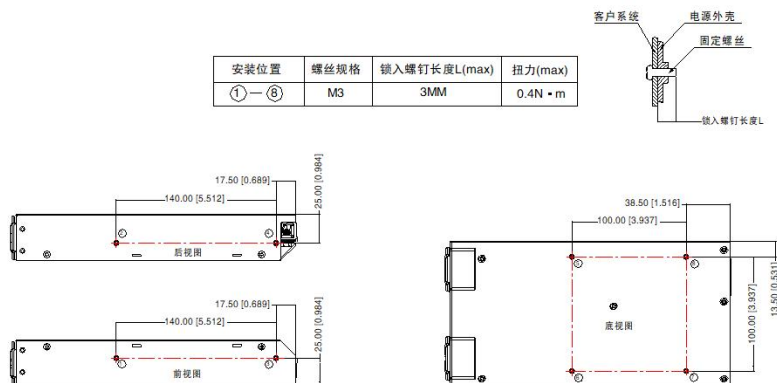 客户系统
电源外壳
固定螺丝
锁入螺钉长度L
安装位置 螺丝规格 锁入螺钉长度L(max) 扭力(max)
①—⑧ M3 3MM 0.4N·m
17.50 [0.689]
140.00 [5.512]
25.00 [0.984]
后视图
17.50 [0.689]
140.00 [5.512]
25.00 [0.984]
前视图
38.50 [1.516]
100.00 [3.937]
13.50 [0.531]
100.00 [3.937]
底视图